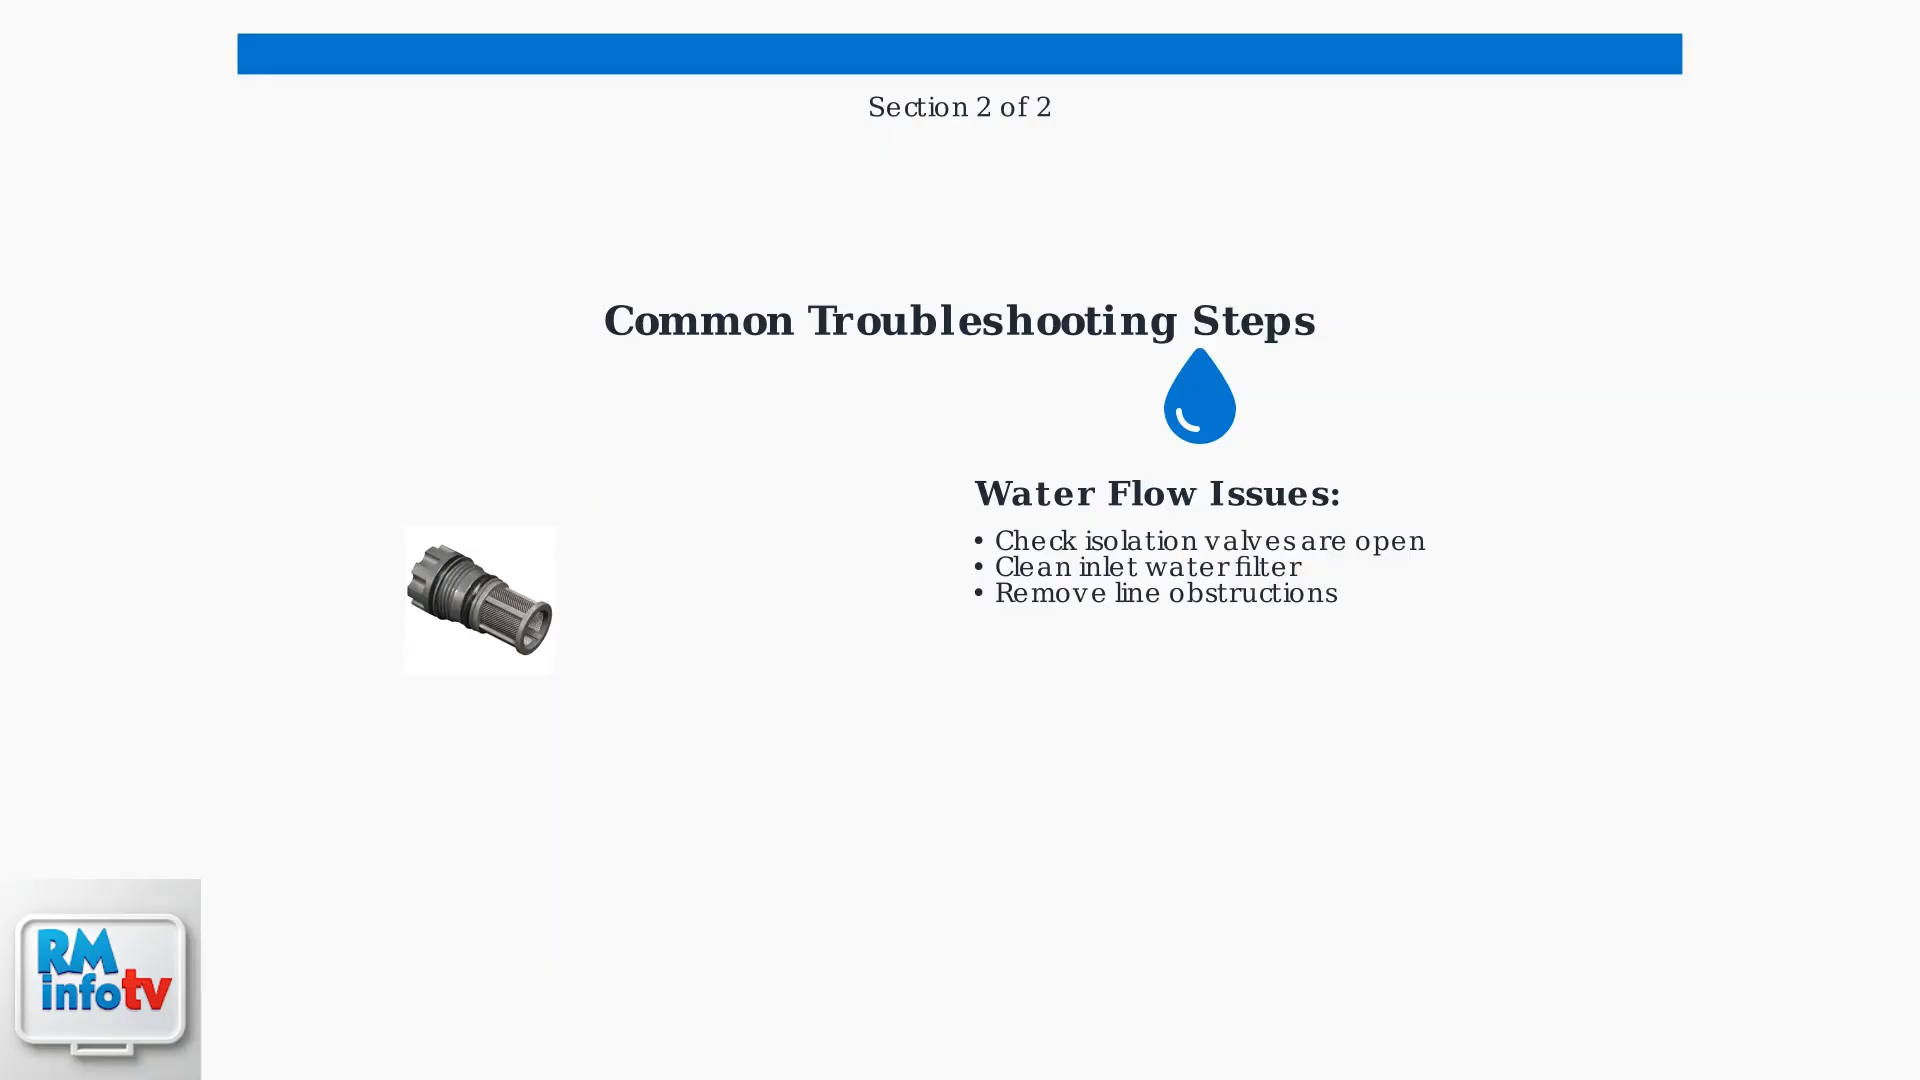 Section 2 of 2
Common Troubleshooting Steps
Water Flow Issues:
• Check isolation valves are open
• Clean inlet water filter
• Remove line obstructions
RM
infotv